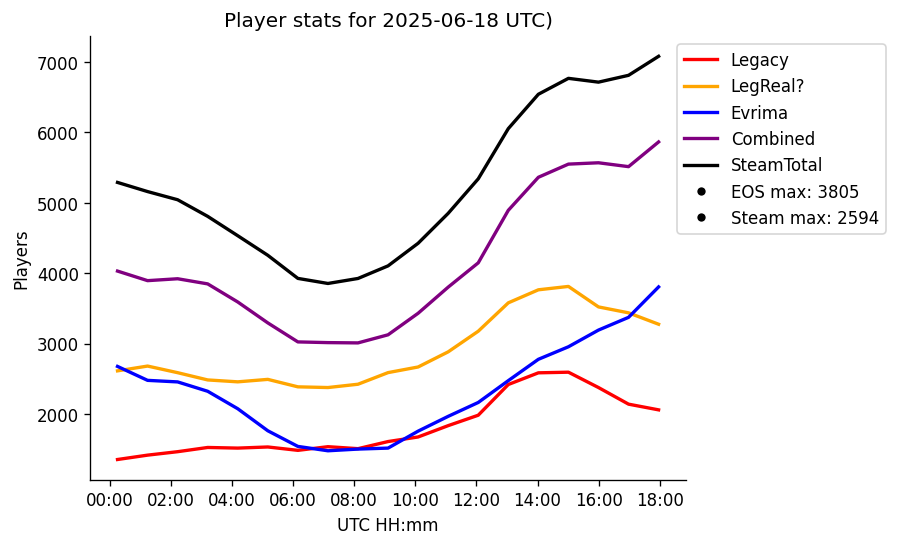 Player stats for 2025-06-18 UTC)
7000
6000
5000
4000
3000
2000
Players
00:00 02:00 04:00 06:00 08:00 10:00 12:00 14:00 16:00 18:00
UTC HH:mm
Legacy
LegReal?
Evrima
Combined
SteamTotal
EOS max: 3805
Steam max: 2594